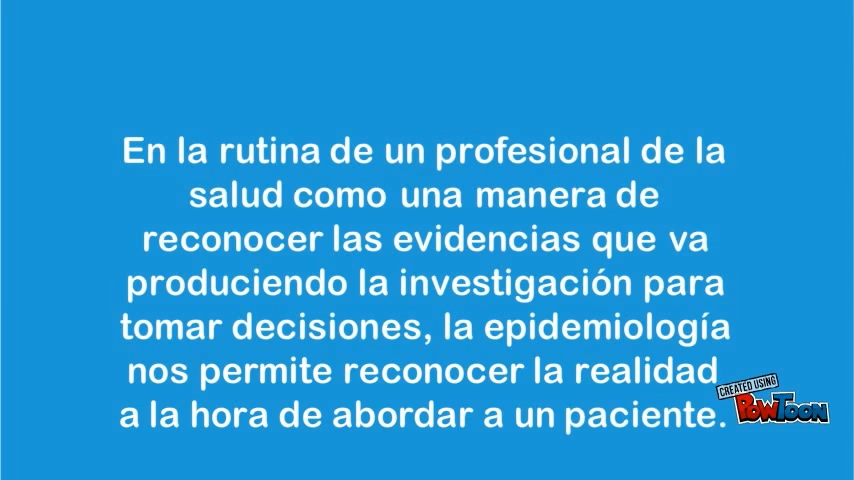 En la rutina de un profesional de la
salud como una manera de
reconocer las evidencias que va
produciendo la investigación para
tomar decisiones, la epidemiología
nos permite reconocer la realidad
a la hora de abordar a un paciente.
CREATED USING
POWTOON